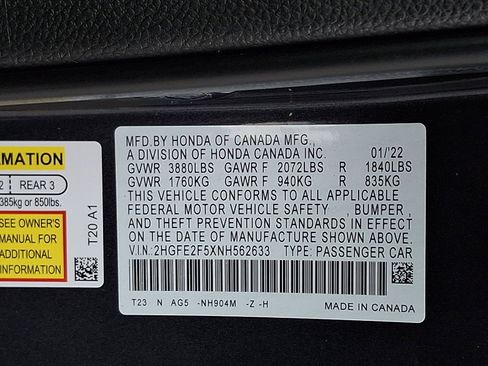 MFD.BY HONDA OF CANADA MFG.,
A DIVISION OF HONDA CANADA INC. 01/'22
GVWR 3880LBS GAWR F 2072LBS R 1840LBS
GVWR 1760KG GAWR F 940KG R 835KG
THIS VEHICLE CONFORMS TO ALL APPLICABLE
FEDERAL MOTOR VEHICLE SAFETY , BUMPER ,
AND THEFT PREVENTION STANDARDS IN EFFECT
ON THE DATE OF MANUFACTURE SHOWN ABOVE.
V.I.N.: 2HGFE2F5XNH562633 TYPE: PASSENGER CAR
T23 N AG5 -NH904M -Z -H
MADE IN CANADA
2 REAR 3
385kg or 850lbs.
SEE OWNER'S
MANUAL FOR
ADDITIONAL
INFORMATION
T20 A1